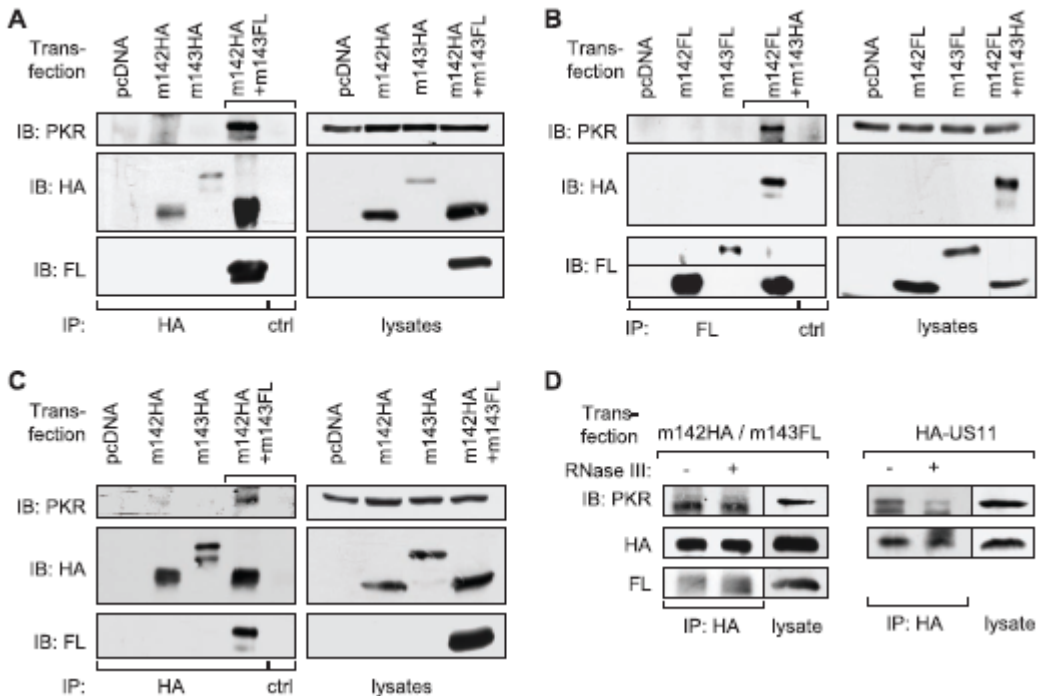 A
Trans-
fection
pcDNA
m142HA
m143HA
m142HA
+m143FL
pcDNA
m142HA
m143HA
m142HA
+m143FL
IB: PKR
IB: HA
IB: FL
IP: HA ctrl lysates
B
Trans-
fection
pcDNA
m142FL
m143FL
m142FL
+m143HA
pcDNA
m142FL
m143FL
m142FL
+m143HA
IB: PKR
IB: HA
IB: FL
IP: FL ctrl lysates
C
Trans-
fection
pcDNA
m142HA
m143HA
m142HA
+m143FL
pcDNA
m142HA
m143HA
m142HA
+m143FL
IB: PKR
IB: HA
IB: FL
IP: HA ctrl lysates
D
Trans-
fection m142HA / m143FL HA-US11
RNase III: - + - +
IB: PKR
HA
FL
IP: HA lysate IP: HA lysate